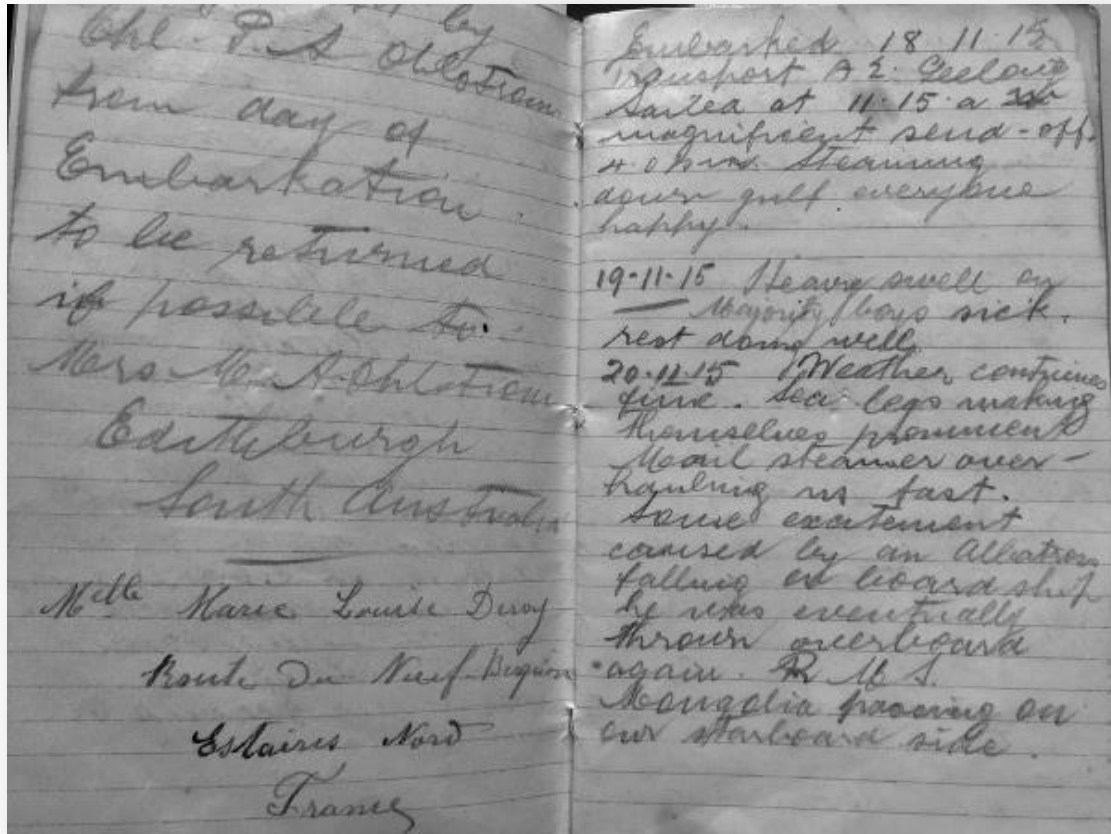 by
Cpl. P. A. Ohlstrom
from day of
Embarkation.
to be returned
if possible to.
Mrs M. A. Ohlstrom
Edithburgh
South Australia
Mlle Marie Louise Deroy
Route Du Neuf-Bequin
Estaires Nord
France
Embarked 18 11.15
Transport A 2. Geelong
Sailed at 11.15 a
magnificent send-off.
4.0 p.m. Steaming
down gulf. everyone
happy.
19.11.15 Heavy swell on
Majority boys sick.
rest doing well
20.11.15 Weather continues
fine. Sea legs making
themselves prominent
Mail steamer over-
hauling us fast.
Some excitement
caused by an Albatross
falling on board ship
he was eventually
thrown overboard
again. R M S.
Mongolia passing on
our starboard side.